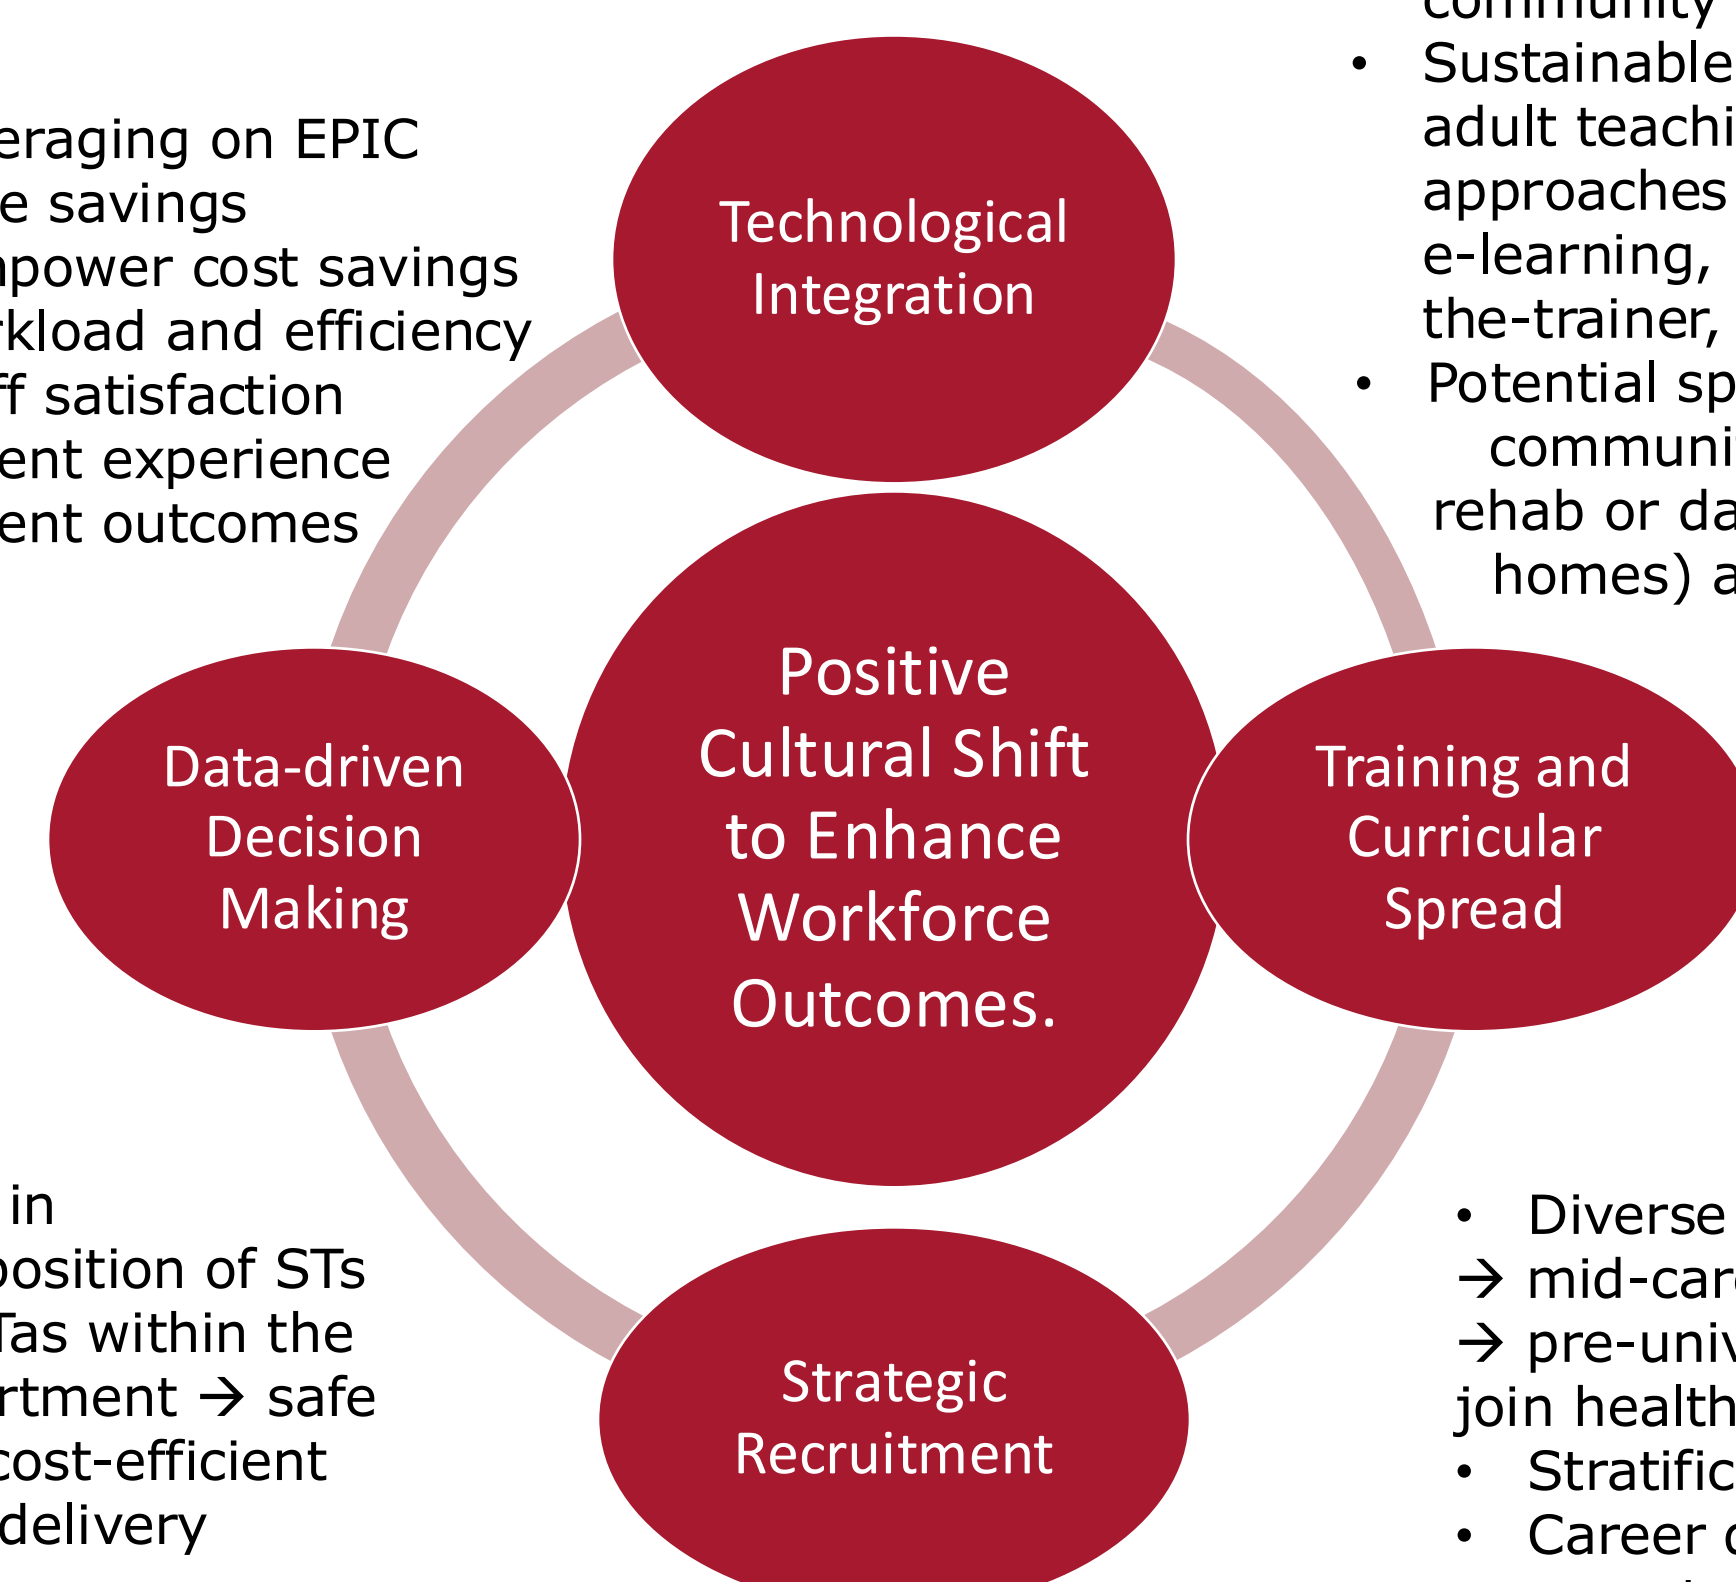 eraging on EPIC
e savings
npower cost savings
rkload and efficiency
ff satisfaction
ent experience
ent outcomes
Technological
Integration
community
• Sustainable
adult teachi
approaches
e-learning,
the-trainer,
• Potential sp
communi
rehab or da
homes) a
Data-driven
Decision
Making
Positive
Cultural Shift
to Enhance
Workforce
Outcomes.
Training and
Curricular
Spread
in
position of STs
Tas within the
rtment → safe
cost-efficient
delivery
Strategic
Recruitment
• Diverse
→ mid-care
→ pre-univ
join health
• Stratific
• Career